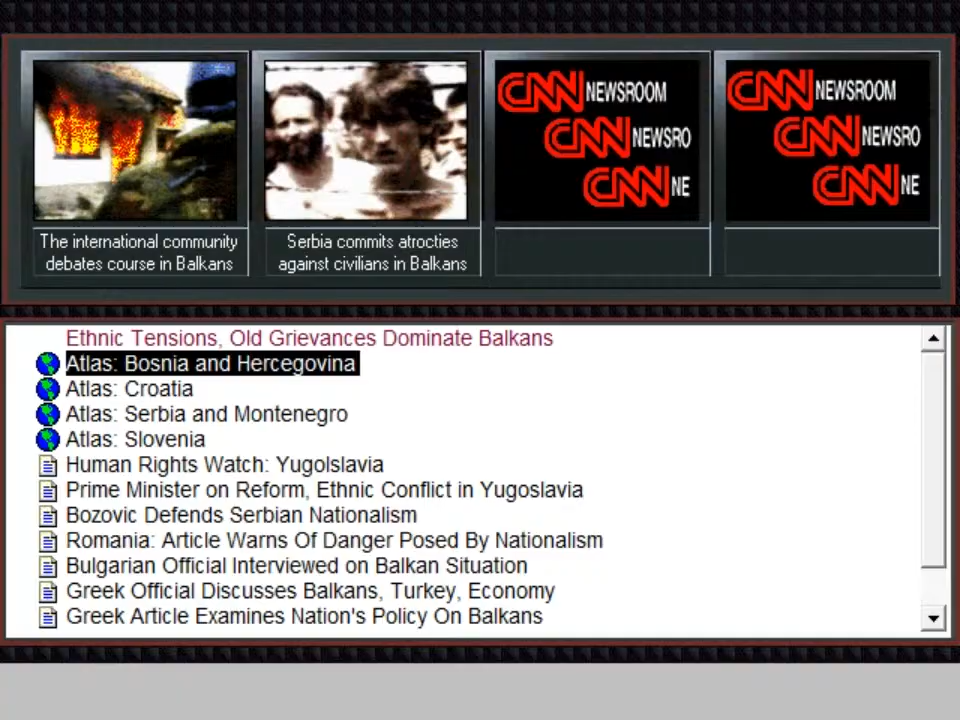 CNN NEWSROOM
CNN NEWSRO
CNN NE
CNN NEWSROOM
CNN NEWSRO
CNN NE
The international community
debates course in Balkans
Serbia commits atrocties
against civilians in Balkans
Ethnic Tensions, Old Grievances Dominate Balkans
Atlas: Bosnia and Hercegovina
Atlas: Croatia
Atlas: Serbia and Montenegro
Atlas: Slovenia
Human Rights Watch: Yugolslavia
Prime Minister on Reform, Ethnic Conflict in Yugoslavia
Bozovic Defends Serbian Nationalism
Romania: Article Warns Of Danger Posed By Nationalism
Bulgarian Official Interviewed on Balkan Situation
Greek Official Discusses Balkans, Turkey, Economy
Greek Article Examines Nation's Policy On Balkans